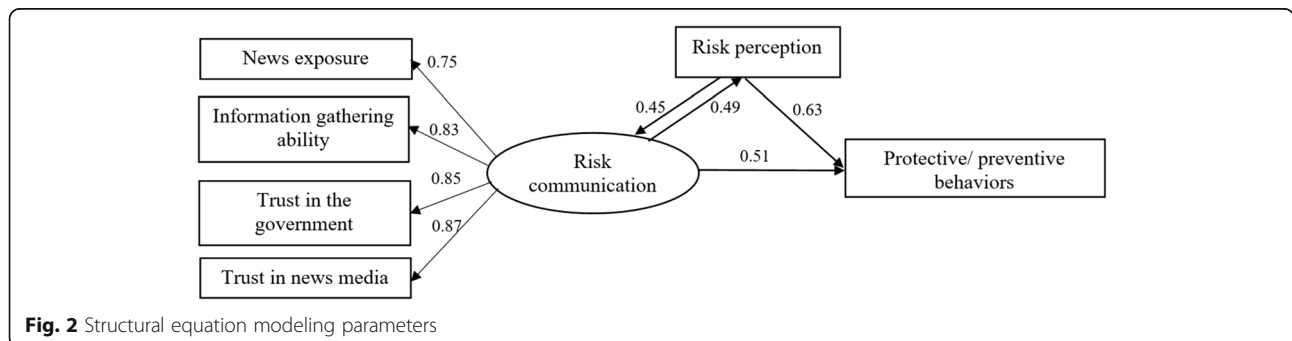 News exposure
Information gathering
ability
Trust in the
government
Trust in news media
0.75
0.83
0.85
0.87
Risk
communication
0.45
0.49
Risk perception
0.63
0.51
Protective/ preventive
behaviors
Fig. 2 Structural equation modeling parameters